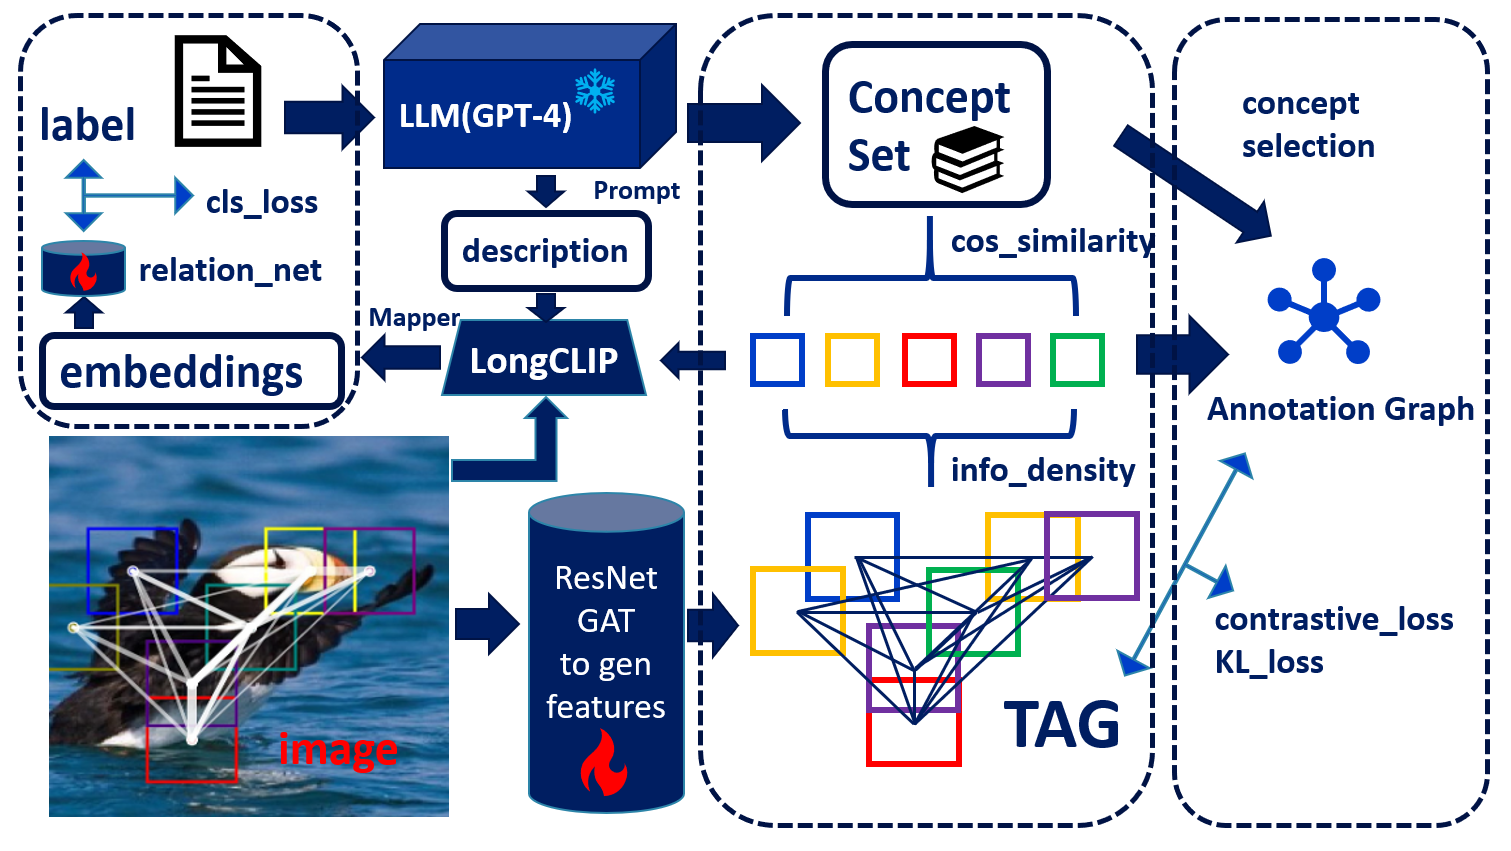 label
cls_loss
relation_net
embeddings
LLM(GPT-4)
Prompt
description
Mapper
LongCLIP
image
ResNet
GAT
to gen
features
Concept
Set
cos_similarity
info_density
TAG
concept
selection
Annotation Graph
contrastive_loss
KL_loss